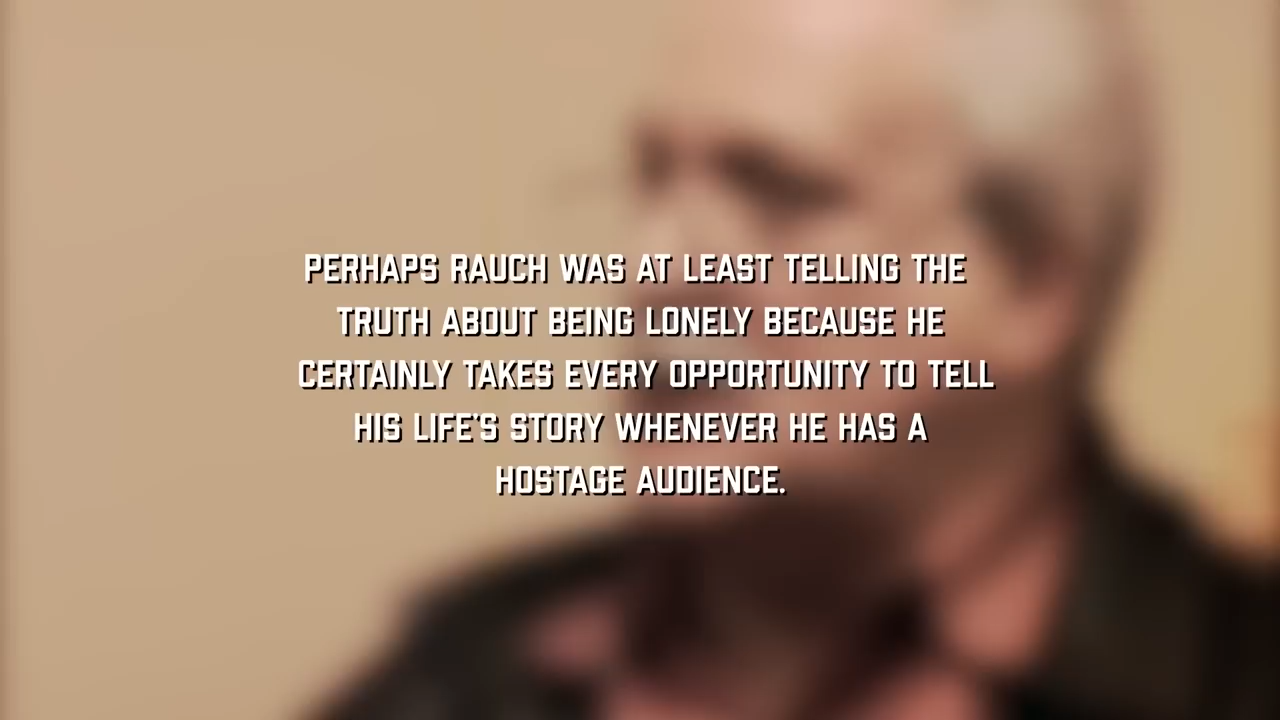 PERHAPS RAUCH WAS AT LEAST TELLING THE
TRUTH ABOUT BEING LONELY BECAUSE HE
CERTAINLY TAKES EVERY OPPORTUNITY TO TELL
HIS LIFE'S STORY WHENEVER HE HAS A
HOSTAGE AUDIENCE.